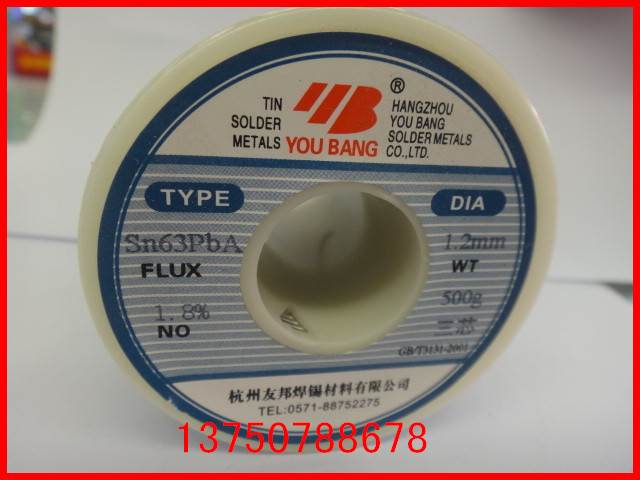 YB ®
TIN
SOLDER
METALS
YOU BANG
HANGZHOU
YOU BANG
SOLDER METALS
CO.,LTD.
TYPE
Sn63PbA
FLUX
1.8%
NO
DIA
1.2mm
WT
500g
三芯
GB/T3131-2001
杭州友邦焊锡材料有限公司
TEL:0571-88752275
13750788678